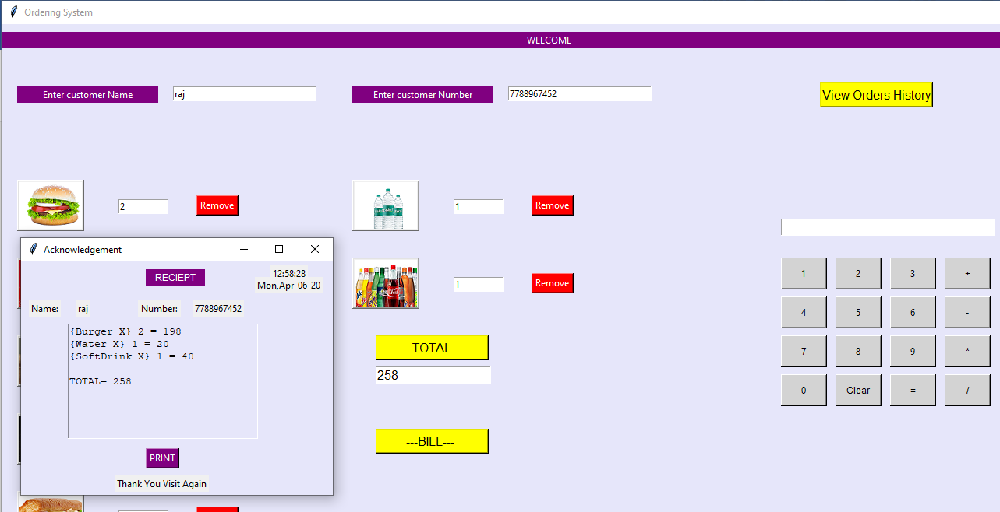 Ordering System
WELCOME
Enter customer Name raj Enter customer Number 7788967452 View Orders History
2 Remove 1 Remove
1 Remove
TOTAL
258
---BILL---
1 2 3 +
4 5 6 -
7 8 9 *
0 Clear = /
Acknowledgement
RECIEPT
12:58:28
Mon,Apr-06-20
Name: raj Number: 7788967452
{Burger X} 2 = 198
{Water X} 1 = 20
{SoftDrink X} 1 = 40
TOTAL= 258
PRINT
Thank You Visit Again